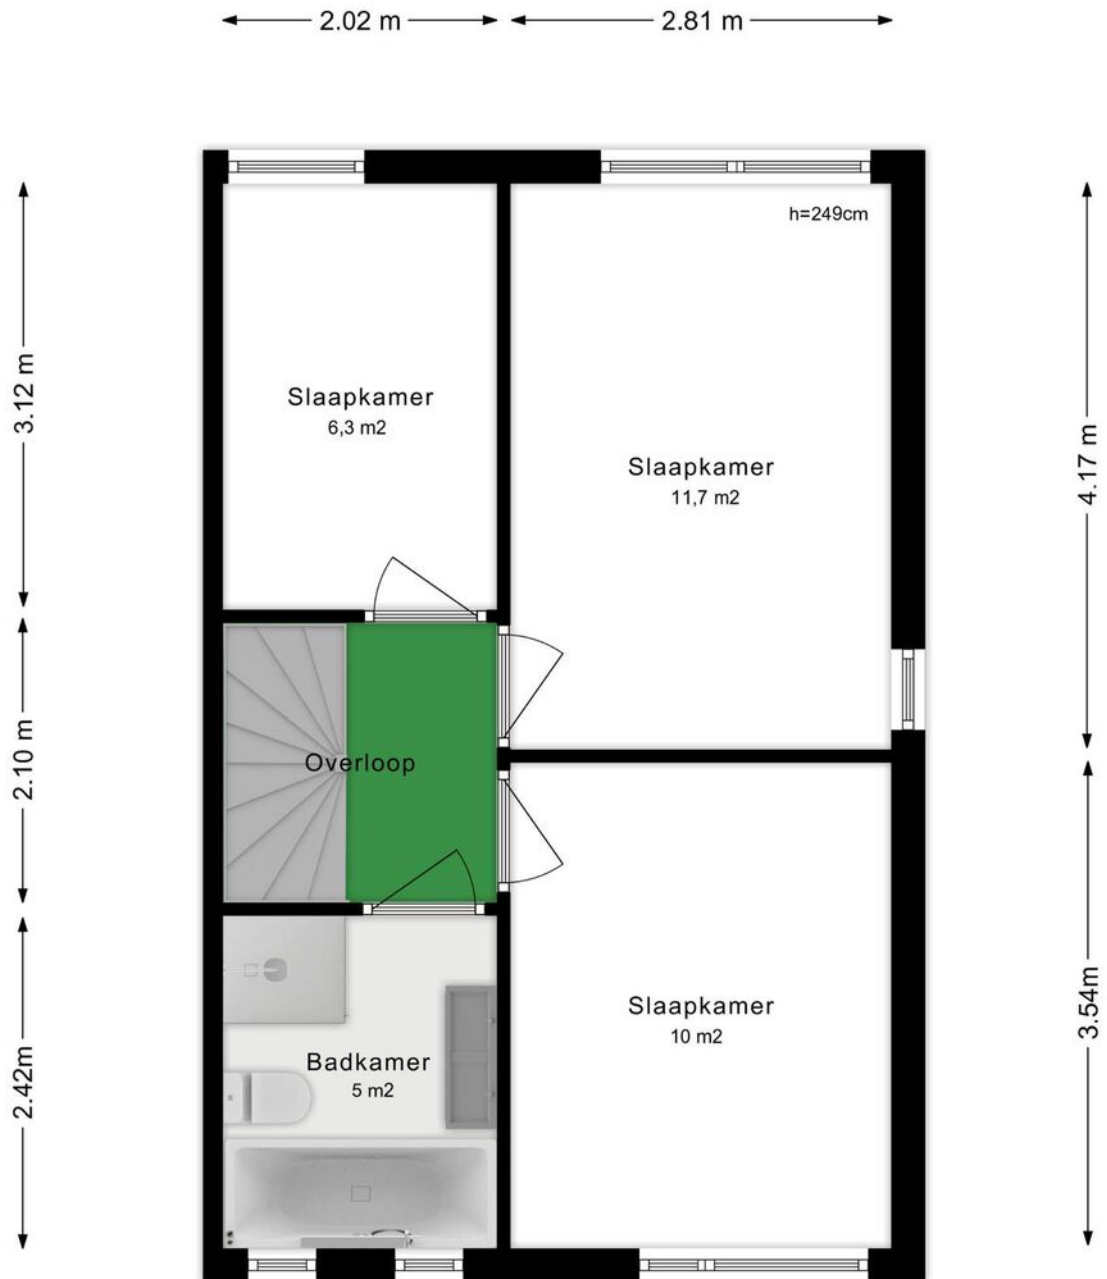 2.02 m
2.81 m
h=249cm
3.12 m
Slaapkamer
6,3 m2
4.17 m
Slaapkamer
11,7 m2
2.10 m
Overloop
3.54m
Slaapkamer
10 m2
2.42m
Badkamer
5 m2